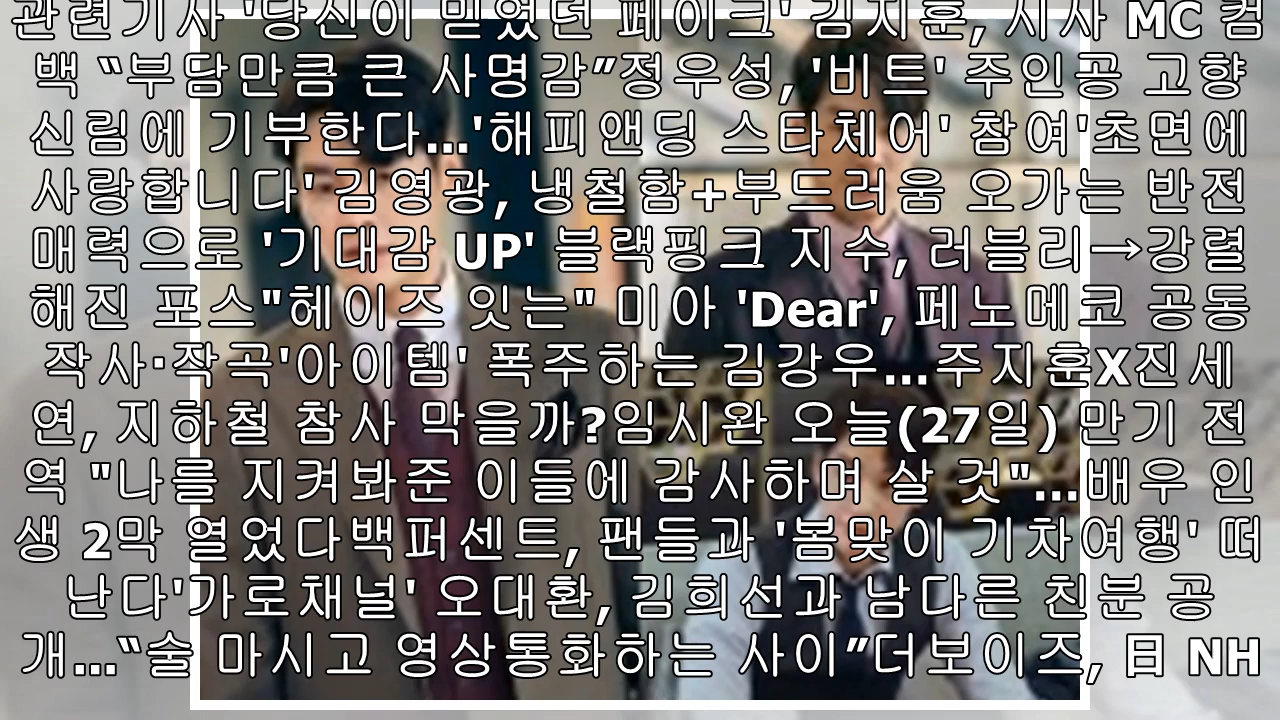 관련기사 '당신이 믿었던 페이크' 김지훈, 시사 MC 컴
백 “부담만큼 큰 사명감”정우성, '비트' 주인공 고향
신림에 기부한다...'해피앤딩 스타체어' 참여'초면에
사랑합니다' 김영광, 냉철함+부드러움 오가는 반전
매력으로 '기대감 UP' 블랙핑크 지수, 러블리→강렬
해진 포스"헤이즈 잇는" 미아 'Dear', 페노메코 공동
작사·작곡'아이템' 폭주하는 김강우...주지훈X진세
연, 지하철 참사 막을까?임시완 오늘(27일) 만기 전
역 "나를 지켜봐준 이들에 감사하며 살 것"...배우 인
생 2막 열었다백퍼센트, 팬들과 '봄맞이 기차여행' 떠
난다'가로채널' 오대환, 김희선과 남다른 친분 공
개...“술 마시고 영상통화하는 사이”더보이즈, 日 NH